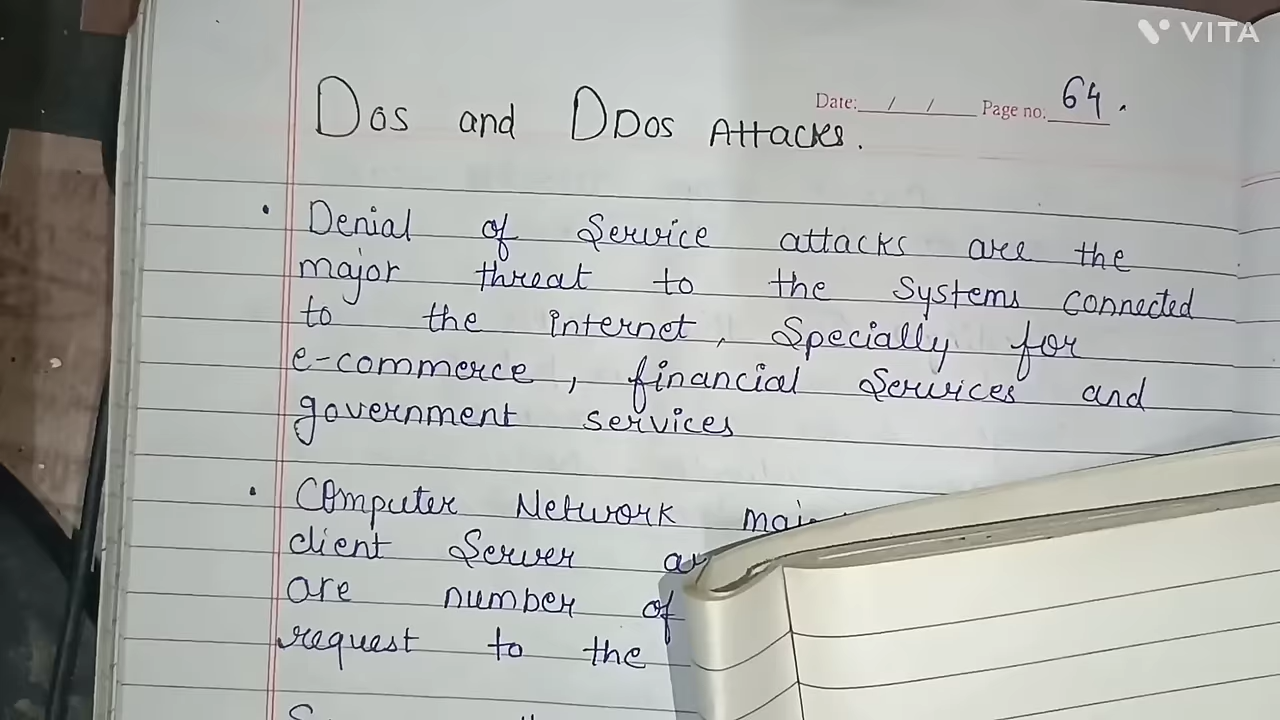 VITA
Date: / / Page no: 64.
Dos and DDos Attacks.
• Denial of Service attacks are the
major threat to the Systems connected
to the internet, Specially for
e-commerce, financial Services and
government services
• Computer Network
client Server
are number of
request to the